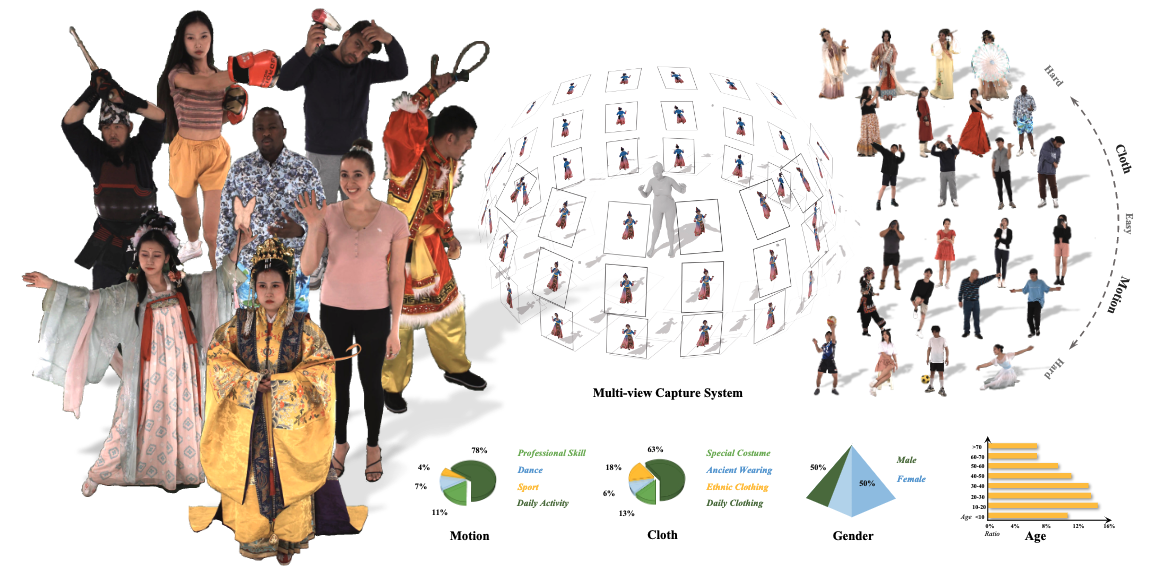 Hard
Cloth
Easy
Motion
Hard
Multi-view Capture System
78%
4%
7%
11%
Professional Skill
Dance
Sport
Daily Activity
Motion
63%
18%
6%
13%
Special Costume
Ancient Wearing
Ethnic Clothing
Daily Clothing
Cloth
50%
50%
Male
Female
Gender
>70
60-70
50-60
40-50
30-40
20-30
10-20
Age <10
0% 4% 8% 12% 16%
Ratio
Age